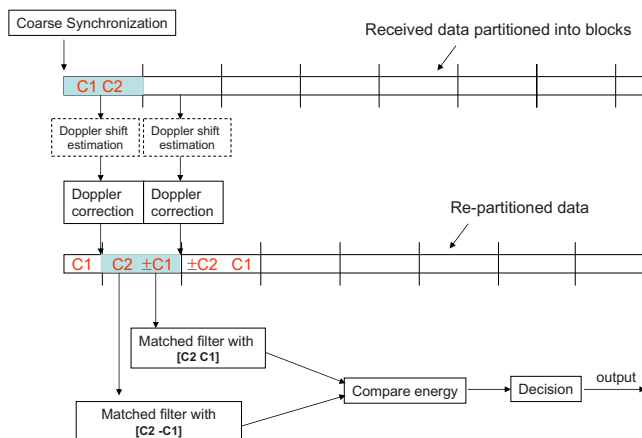 Coarse Synchronization
Received data partitioned into blocks
C1 C2
Doppler shift
estimation
Doppler shift
estimation
Doppler
correction
Doppler
correction
Re-partitioned data
C1 C2 ±C1 ±C2 C1
Matched filter with
[C2 C1]
Compare energy
Decision
output
Matched filter with
[C2 -C1]